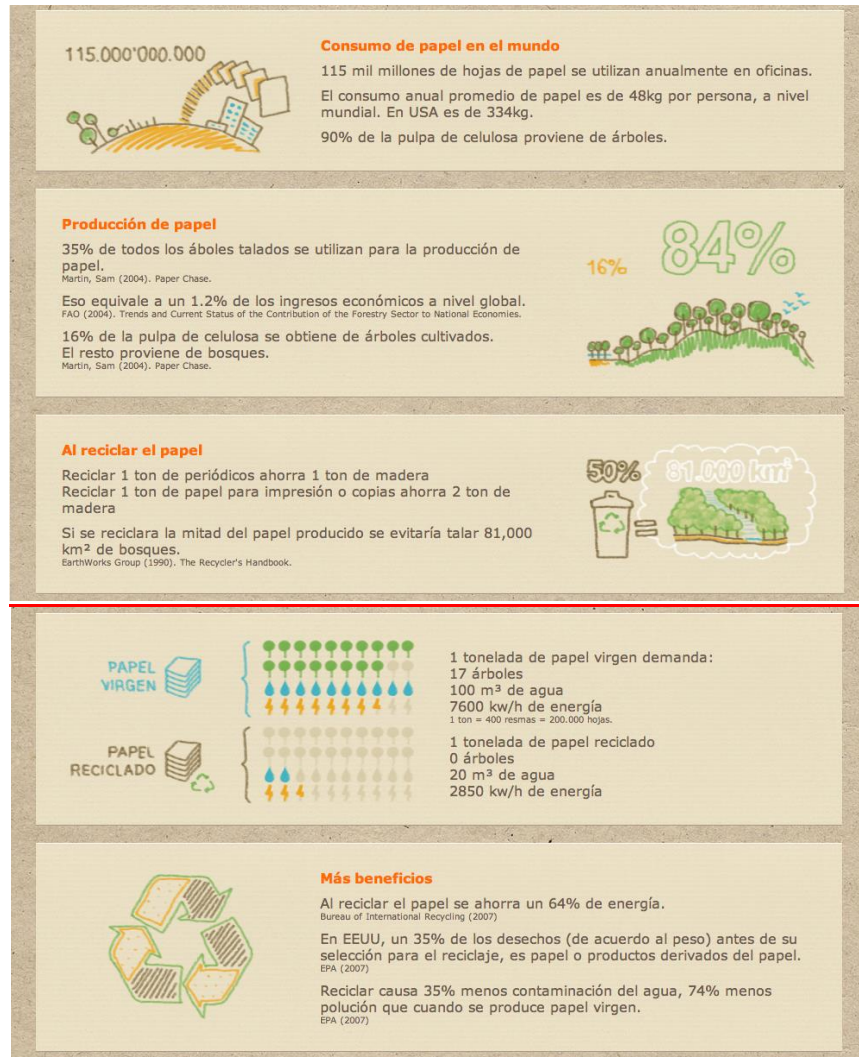 115.000'000.000
Consumo de papel en el mundo
115 mil millones de hojas de papel se utilizan anualmente en oficinas.
El consumo anual promedio de papel es de 48kg por persona, a nivel
mundial. En USA es de 334kg.
90% de la pulpa de celulosa proviene de árboles.
Producción de papel
35% de todos los áboles talados se utilizan para la producción de
papel.
Martin, Sam (2004). Paper Chase.
Eso equivale a un 1.2% de los ingresos económicos a nivel global.
FAO (2004). Trends and Current Status of the Contribution of the Forestry Sector to National Economies.
16% de la pulpa de celulosa se obtiene de árboles cultivados.
El resto proviene de bosques.
Martin, Sam (2004). Paper Chase.
16%
84%
Al reciclar el papel
Reciclar 1 ton de periódicos ahorra 1 ton de madera
Reciclar 1 ton de papel para impresión o copias ahorra 2 ton de
madera
Si se reciclara la mitad del papel producido se evitaría talar 81,000
km² de bosques.
EarthWorks Group (1990). The Recycler's Handbook.
50%
81.000 km²
PAPEL
VIRGEN
1 tonelada de papel virgen demanda:
17 árboles
100 m³ de agua
7600 kw/h de energía
1 ton = 400 resmas = 200.000 hojas.
PAPEL
RECICLADO
1 tonelada de papel reciclado
0 árboles
20 m³ de agua
2850 kw/h de energía
Más beneficios
Al reciclar el papel se ahorra un 64% de energía.
Bureau of International Recycling (2007)
En EEUU, un 35% de los desechos (de acuerdo al peso) antes de su
selección para el reciclaje, es papel o productos derivados del papel.
EPA (2007)
Reciclar causa 35% menos contaminación del agua, 74% menos
polución que cuando se produce papel virgen.
EPA (2007)